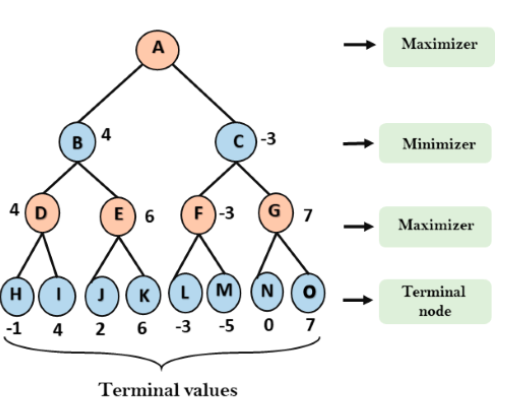 A
Maximizer
B 4
C -3
Minimizer
4 D
E 6
F -3
G 7
Maximizer
H I J K L M N O
Terminal
node
-1 4 2 6 -3 -5 0 7
Terminal values